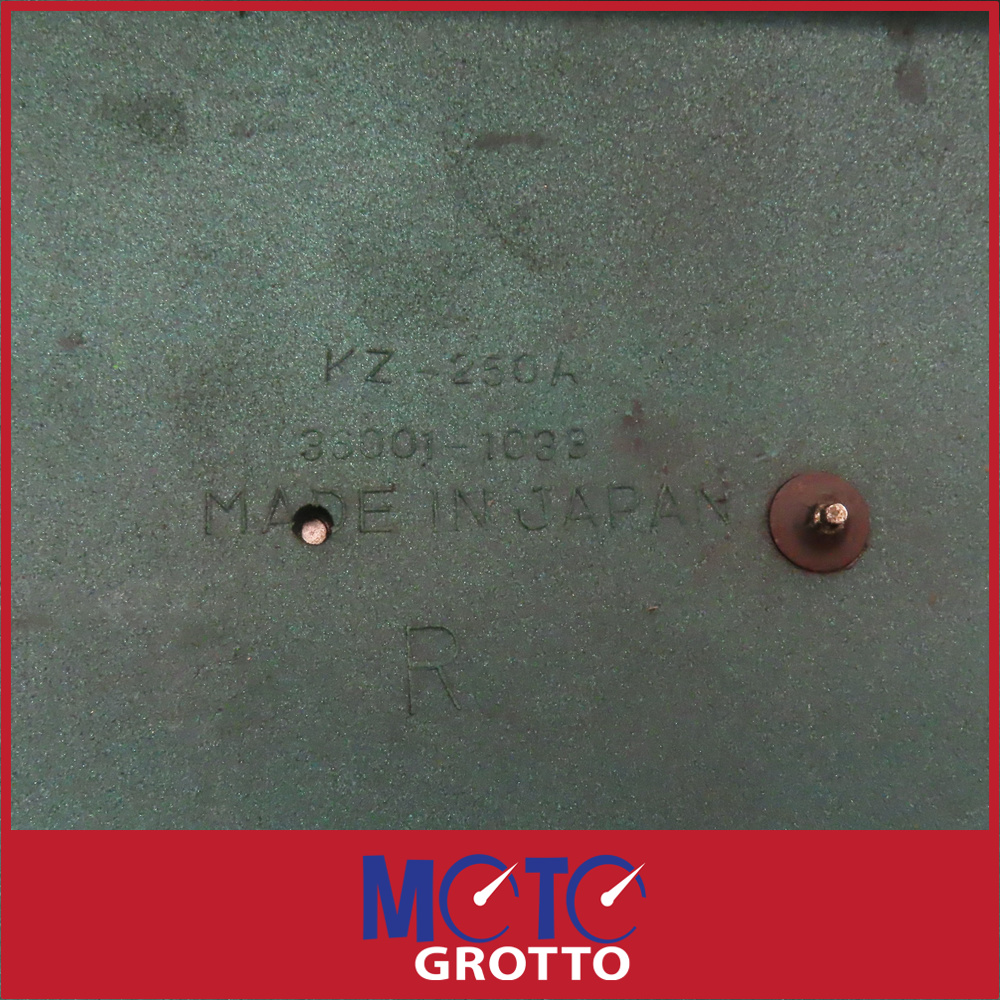 KZ-250A
36001-1033
MADE IN JAPAN
R
MOTO
GROTTO